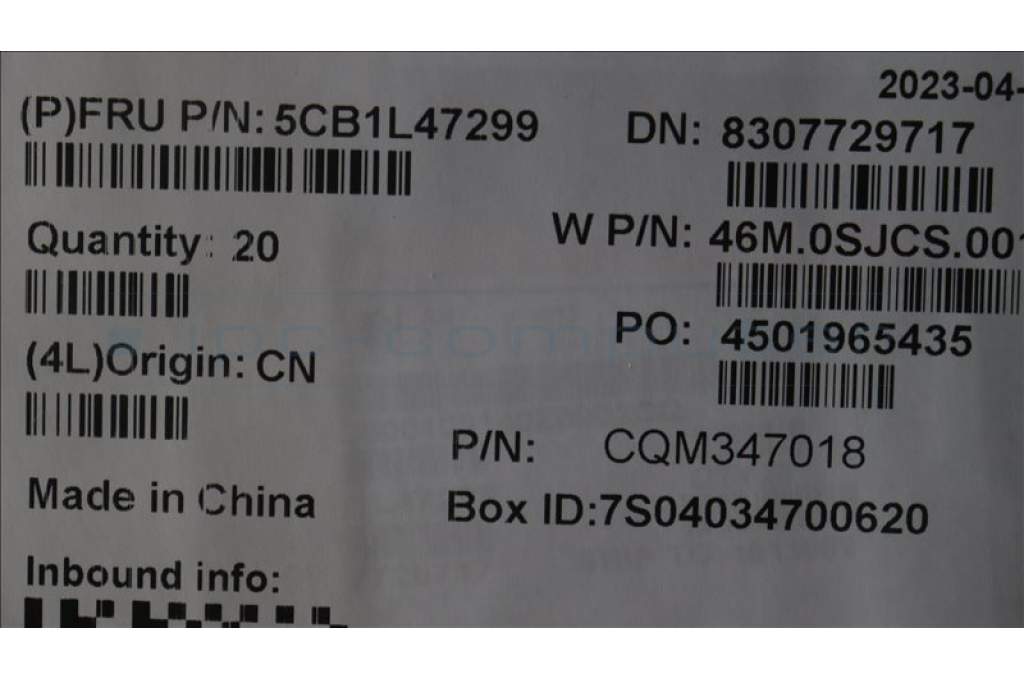 2023-04-
(P)FRU P/N: 5CB1L47299
DN: 8307729717
Quantity: 20
W P/N: 46M.0SJCS.001
(4L)Origin: CN
PO: 4501965435
P/N: CQM347018
Made in China
Box ID:7S04034700620
Inbound info: